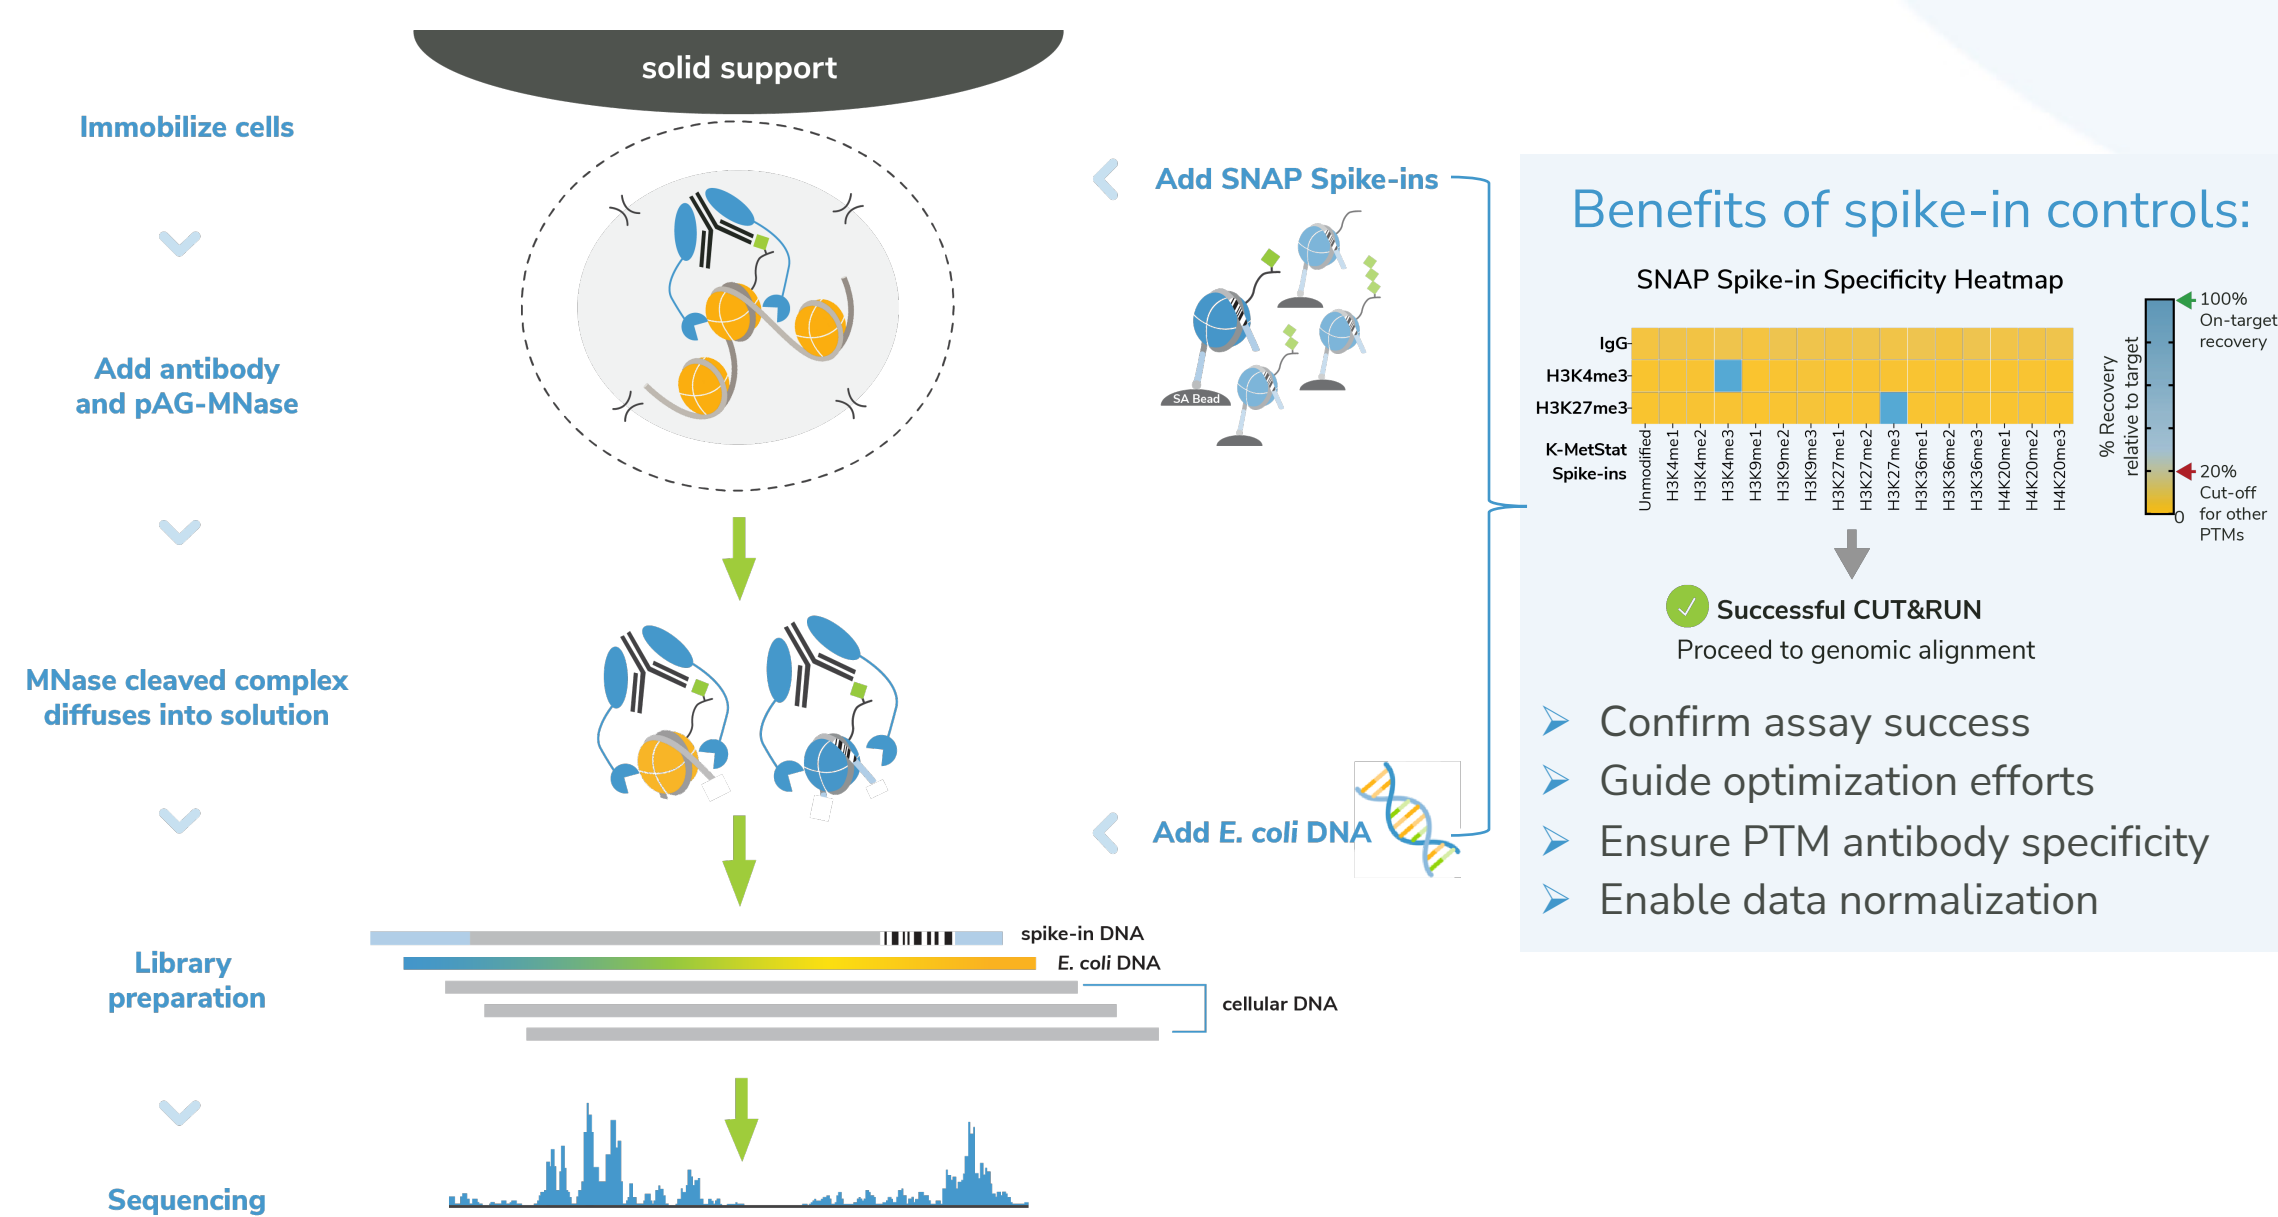 solid support
Immobilize cells
Add antibody
and pAG-MNase
MNase cleaved complex
diffuses into solution
Library
preparation
Sequencing
Add SNAP Spike-ins
SA Bead
Add E. coli DNA
spike-in DNA
E. coli DNA
cellular DNA
Benefits of spike-in controls:
SNAP Spike-in Specificity Heatmap
IgG
H3K4me3
H3K27me3
K-MetStat
Spike-ins
Unmodified
H3K4me1
H3K4me2
H3K4me3
H3K9me1
H3K9me2
H3K9me3
H3K27me1
H3K27me2
H3K27me3
H3K36me1
H3K36me2
H3K36me3
H4K20me1
H4K20me2
H4K20me3
% Recovery
relative to target
100%
On-target
recovery
20%
Cut-off
for other
PTMs
0
Successful CUT&RUN
Proceed to genomic alignment
Confirm assay success
Guide optimization efforts
Ensure PTM antibody specificity
Enable data normalization